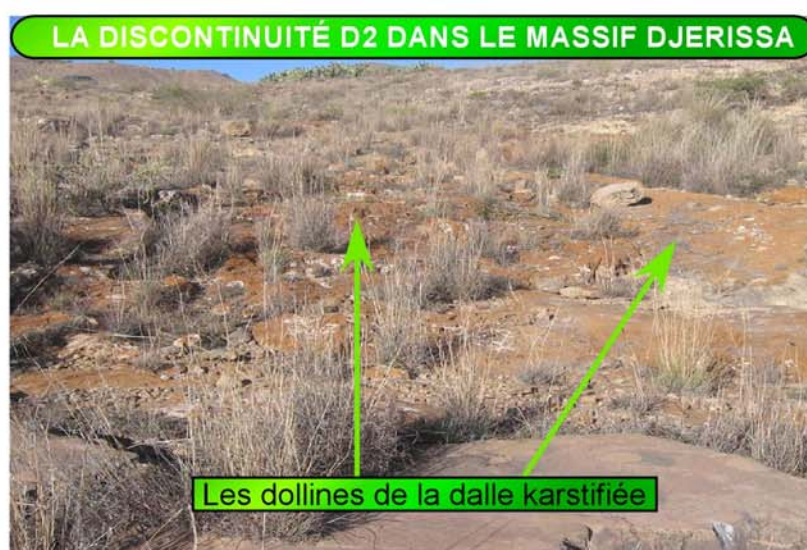 LA DISCONTINUITÉ D2 DANS LE MASSIF DJERISSA
Les dollines de la dalle karstifiée